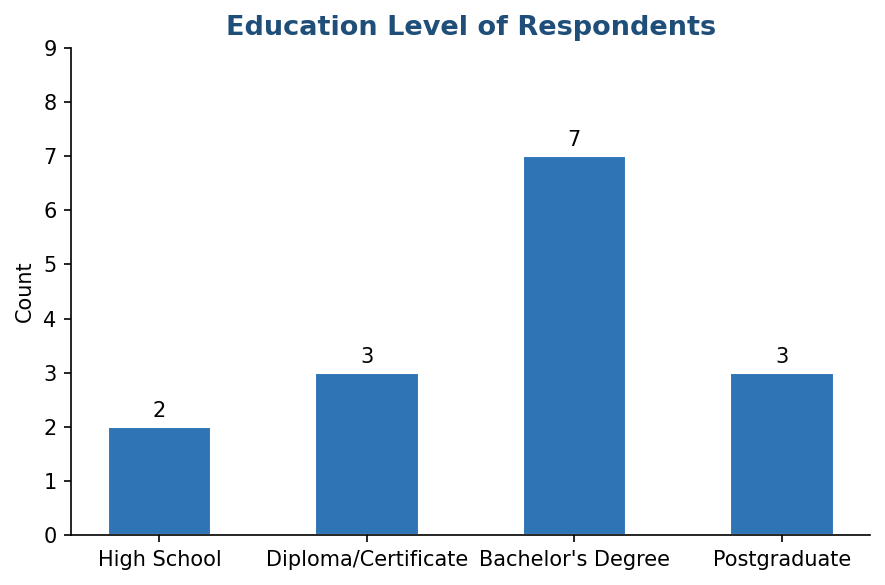 Education Level of Respondents
9
8
7
6
5
4
3
2
1
0
Count
2
3
7
3
High School
Diploma/Certificate
Bachelor's Degree
Postgraduate